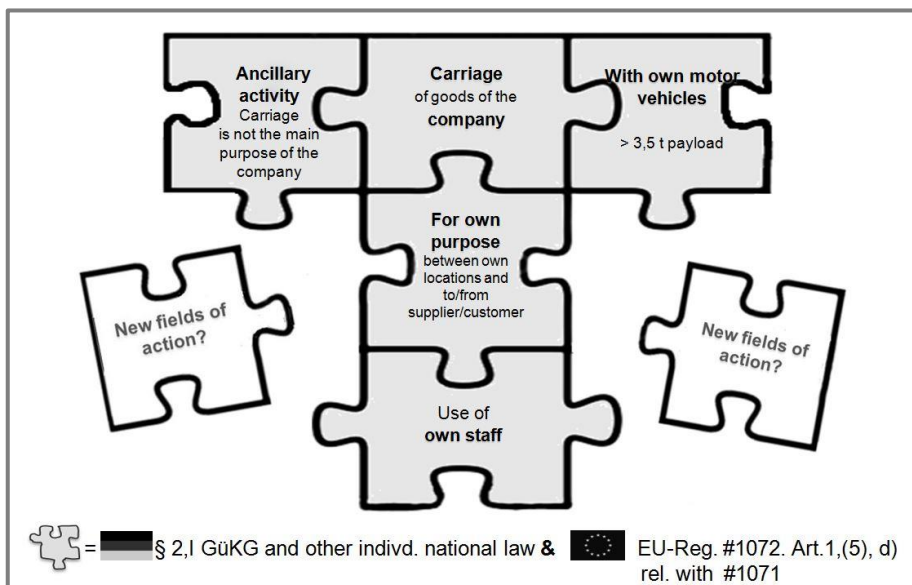 Ancillary
activity
Carriage
is not the main
purpose of the
company
Carriage
of goods of the
company
With own motor
vehicles
> 3,5 t payload
For own
purpose
between own
locations and
to/from
supplier/customer
New fields of
action?
New fields of
action?
Use of
own staff
= § 2,I GüKG and other indivd. national law & EU-Reg. #1072. Art.1,(5), d)
rel. with #1071